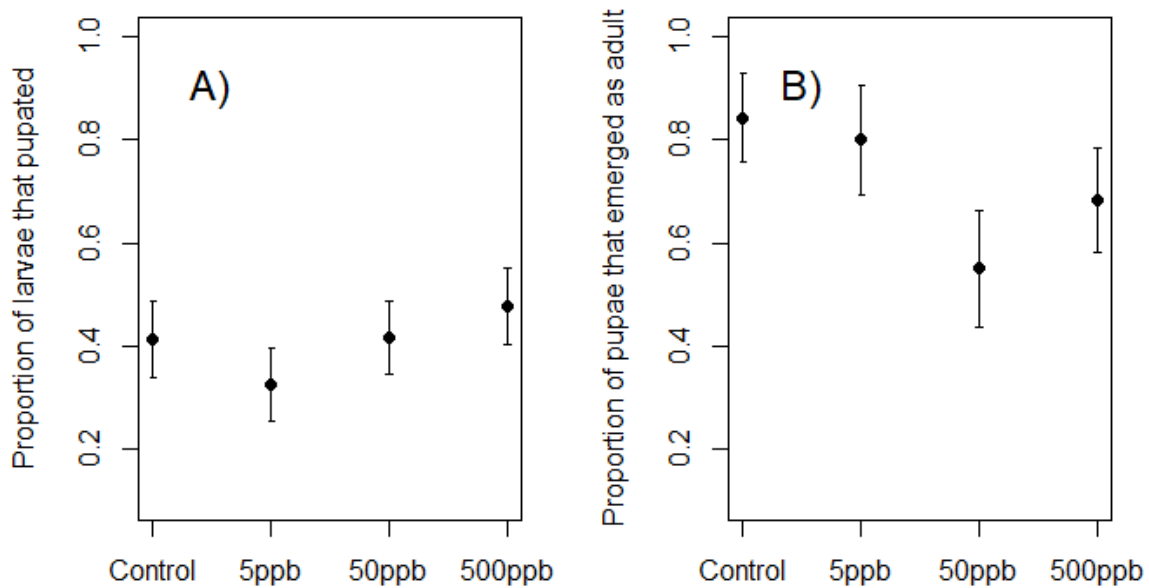 A)
Proportion of larvae that pupated
1.0
0.8
0.6
0.4
0.2
Control 5ppb 50ppb 500ppb
B)
Proportion of pupae that emerged as adult
1.0
0.8
0.6
0.4
0.2
Control 5ppb 50ppb 500ppb